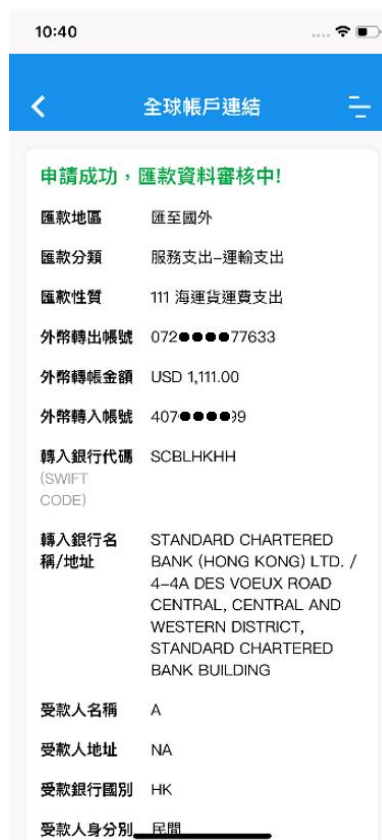 10:40
全球帳戶連結
申請成功，匯款資料審核中!
匯款地區 匯至國外
匯款分類 服務支出–運輸支出
匯款性質 111 海運貨運費支出
外幣轉出帳號 072●●●●77633
外幣轉帳金額 USD 1,111.00
外幣轉入帳號 407●●●●99
轉入銀行代碼 SCBLHKHH
(SWIFT
CODE)
轉入銀行名 STANDARD CHARTERED
稱/地址 BANK (HONG KONG) LTD. /
4–4A DES VOEUX ROAD
CENTRAL, CENTRAL AND
WESTERN DISTRICT,
STANDARD CHARTERED
BANK BUILDING
受款人名稱 A
受款人地址 NA
受款銀行國別 HK
受款人身分別 民間